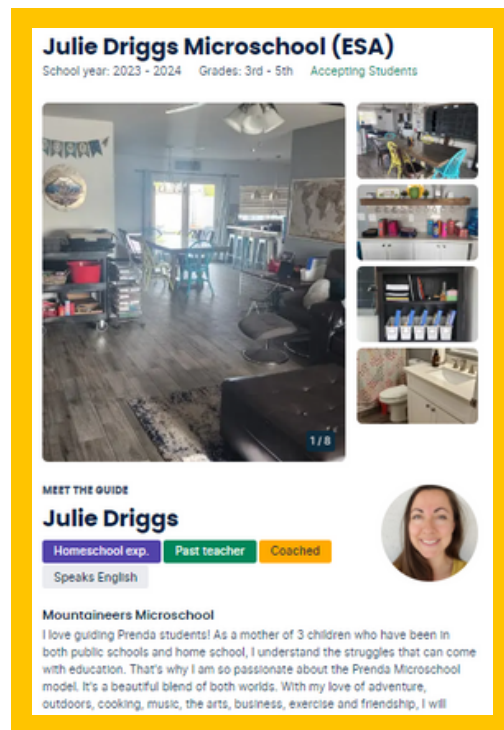 Julie Driggs Microschool (ESA)
School year: 2023 - 2024 Grades: 3rd - 5th Accepting Students
1/8
MEET THE GUIDE
Julie Driggs
Homeschool exp. Past teacher Coached
Speaks English
Mountaineers Microschool
I love guiding Prenda students! As a mother of 3 children who have been in
both public schools and home school, I understand the struggles that can come
with education. That's why I am so passionate about the Prenda Microschool
model. It's a beautiful blend of both worlds. With my love of adventure,
outdoors, cooking, music, the arts, business, exercise and friendship, I will